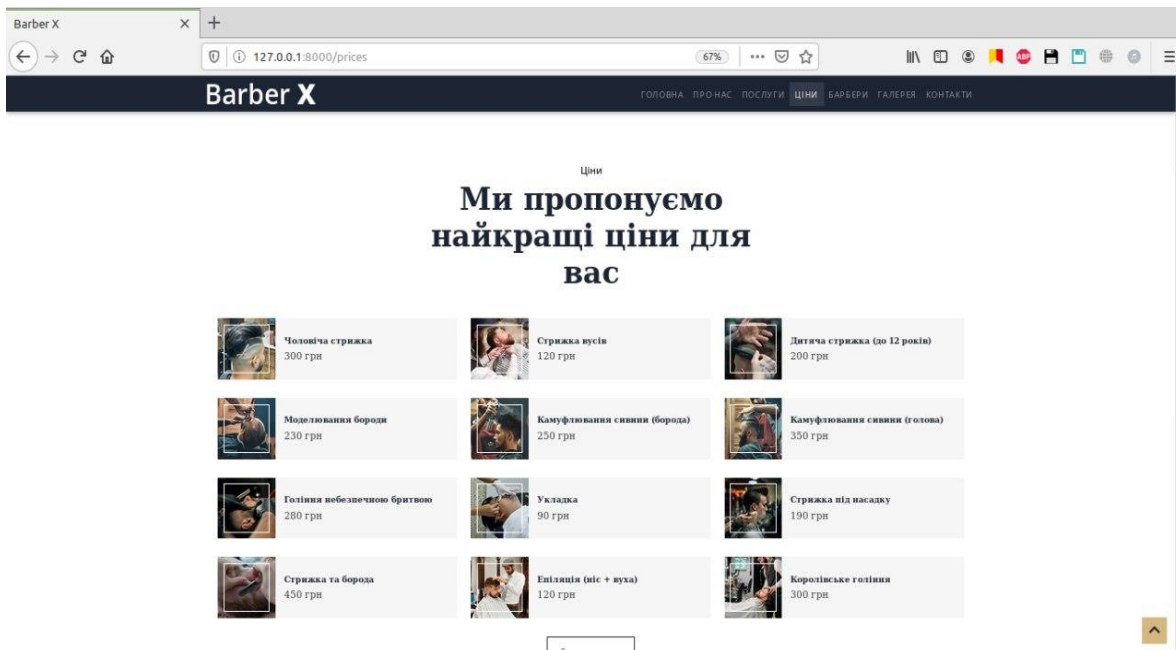 Barber X
127.0.0.1:8000/prices
67%
ABP
Barber X
ГОЛОВНА ПРО НАС ПОСЛУГИ ЦІНИ БАРБЕРИ ГАЛЕРЕЯ КОНТАКТИ
Ціни
Ми пропонуємо
найкращі ціни для
вас
Чоловіча стрижка
300 грн
Стрижка вусів
120 грн
Дитяча стрижка (до 12 років)
200 грн
Моделювання бороди
230 грн
Камуфлювання сивини (борода)
250 грн
Камуфлювання сивини (голова)
350 грн
Гоління небезпечною бритвою
280 грн
Укладка
90 грн
Стрижка під насадку
190 грн
Стрижка та борода
450 грн
Епіляція (ніс + вуха)
120 грн
Королівське гоління
300 грн